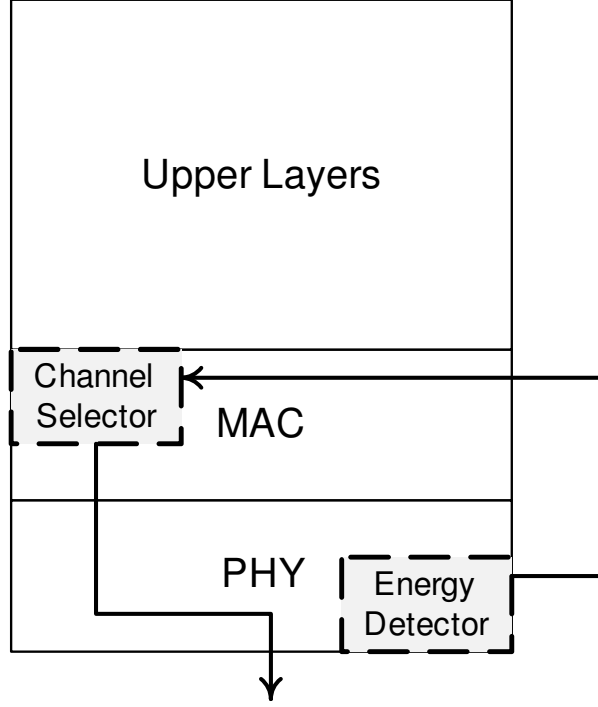 Upper Layers
Channel
Selector
MAC
PHY
Energy
Detector